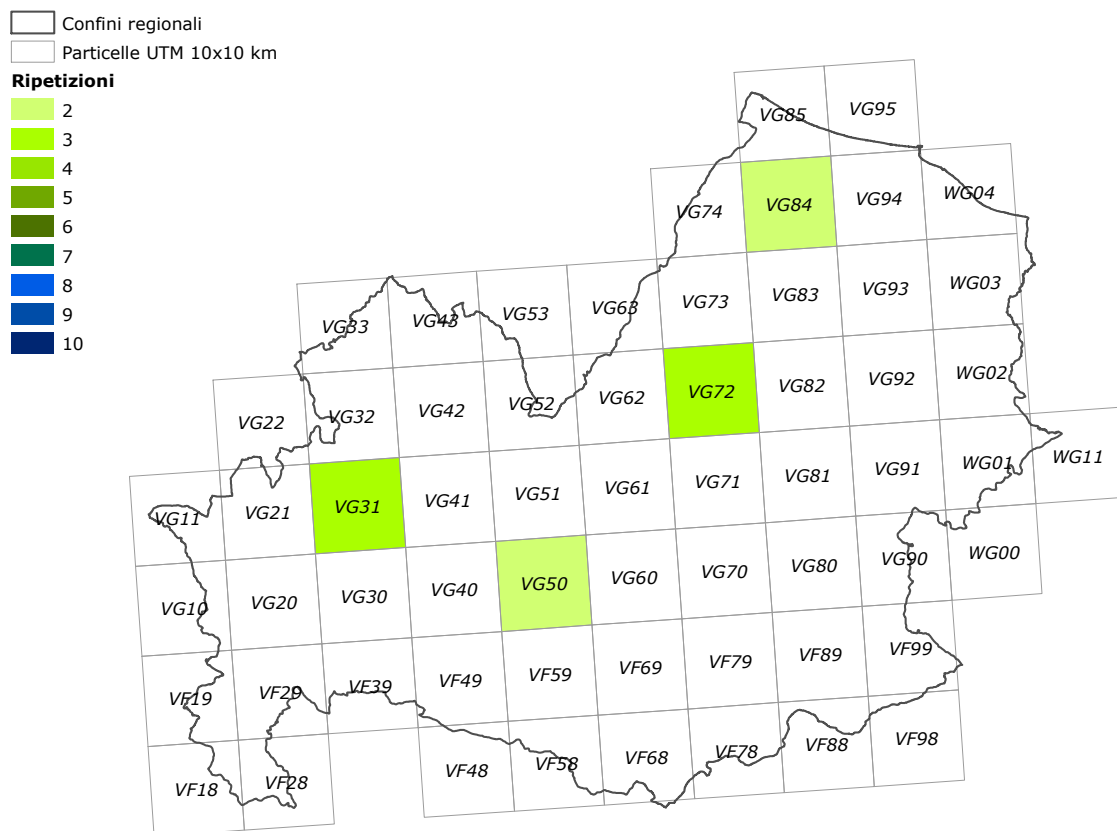 Confini regionali
Particelle UTM 10x10 km
Ripetizioni
2
3
4
5
6
7
8
9
10
VG85 VG95
VG74 VG84 VG94 WG04
VG33 VG43 VG53 VG63 VG73 VG83 VG93 WG03
VG22 VG32 VG42 VG52 VG62 VG72 VG82 VG92 WG02
VG11 VG21 VG31 VG41 VG51 VG61 VG71 VG81 VG91 WG01 WG11
VG10 VG20 VG30 VG40 VG50 VG60 VG70 VG80 VG90 WG00
VF19 VF29 VF39 VF49 VF59 VF69 VF79 VF89 VF99
VF18 VF28 VF48 VF58 VF68 VF78 VF88 VF98